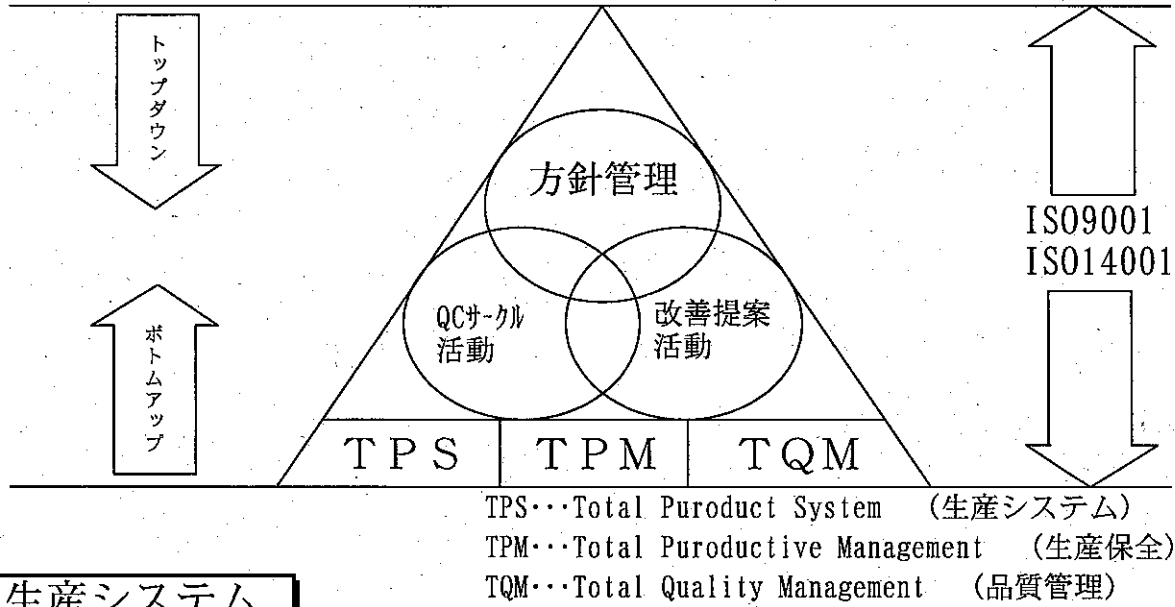 トップダウン
方針管理
ISO9001
ISO14001
QCサークル
活動
改善提案
活動
ボトムアップ
TPS
TPM
TQM
TPS･･･Total Puroduct System （生産システム）
TPM･･･Total Puroductive Management （生産保全）
TQM･･･Total Quality Management （品質管理）
生産システム